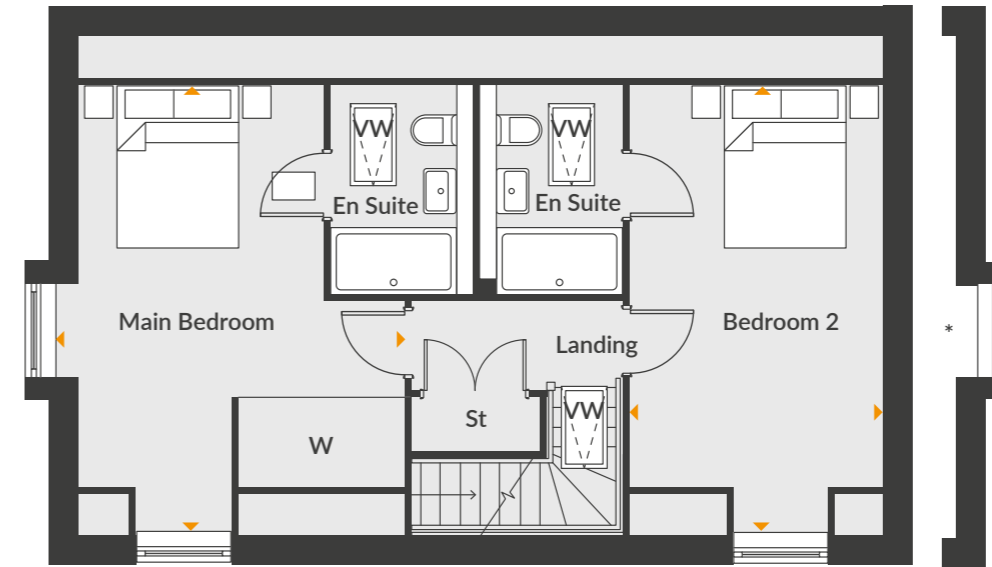 VW
VW
En Suite
En Suite
Main Bedroom
Bedroom 2
*
Landing
VW
St
W